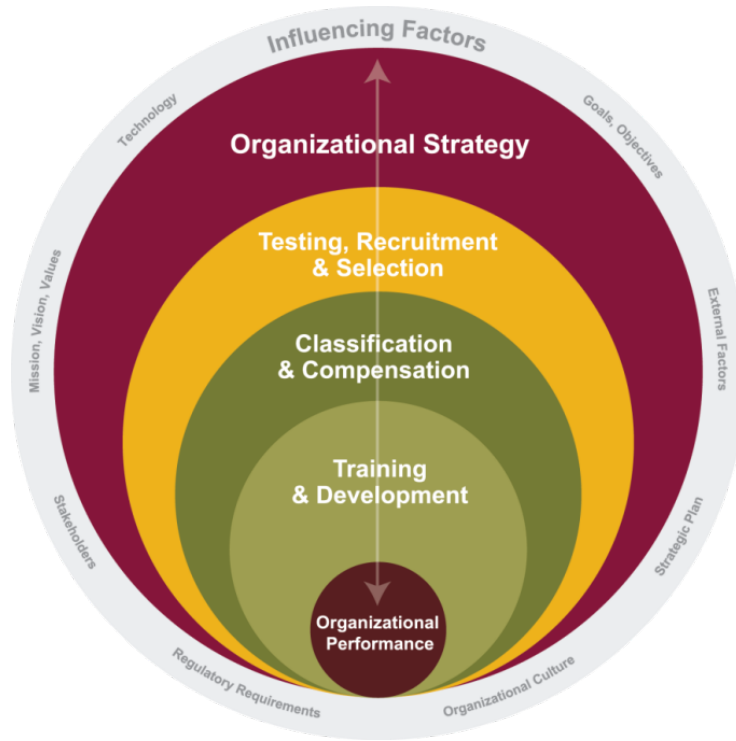 Influencing Factors
Technology
Goals, Objectives
Organizational Strategy
Testing, Recruitment
& Selection
Mission, Vision, Values
External Factors
Classification
& Compensation
Training
& Development
Stakeholders
Strategic Plan
Organizational
Performance
Regulatory Requirements
Organizational Culture